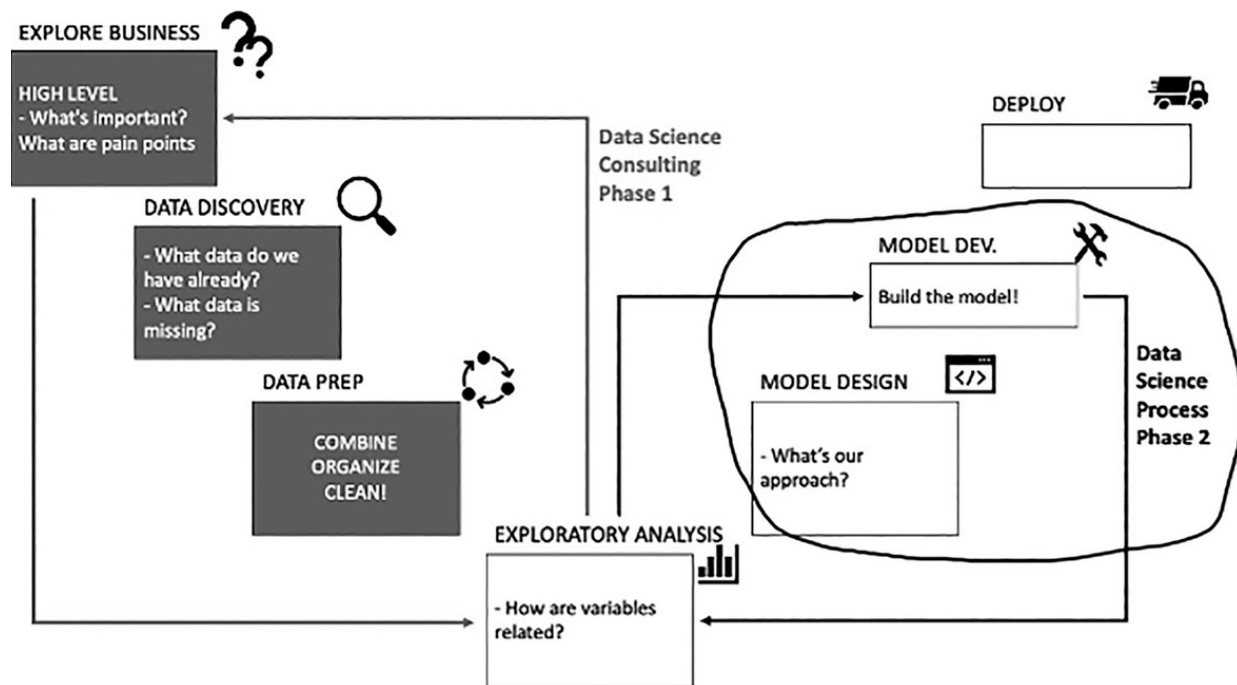 EXPLORE BUSINESS
HIGH LEVEL
- What's important?
What are pain points
DATA DISCOVERY
- What data do we
have already?
- What data is
missing?
DATA PREP
COMBINE
ORGANIZE
CLEAN!
Data Science
Consulting
Phase 1
EXPLORATORY ANALYSIS
- How are variables
related?
DEPLOY
MODEL DEV.
Build the model!
MODEL DESIGN
</>
- What's our
approach?
Data
Science
Process
Phase 2